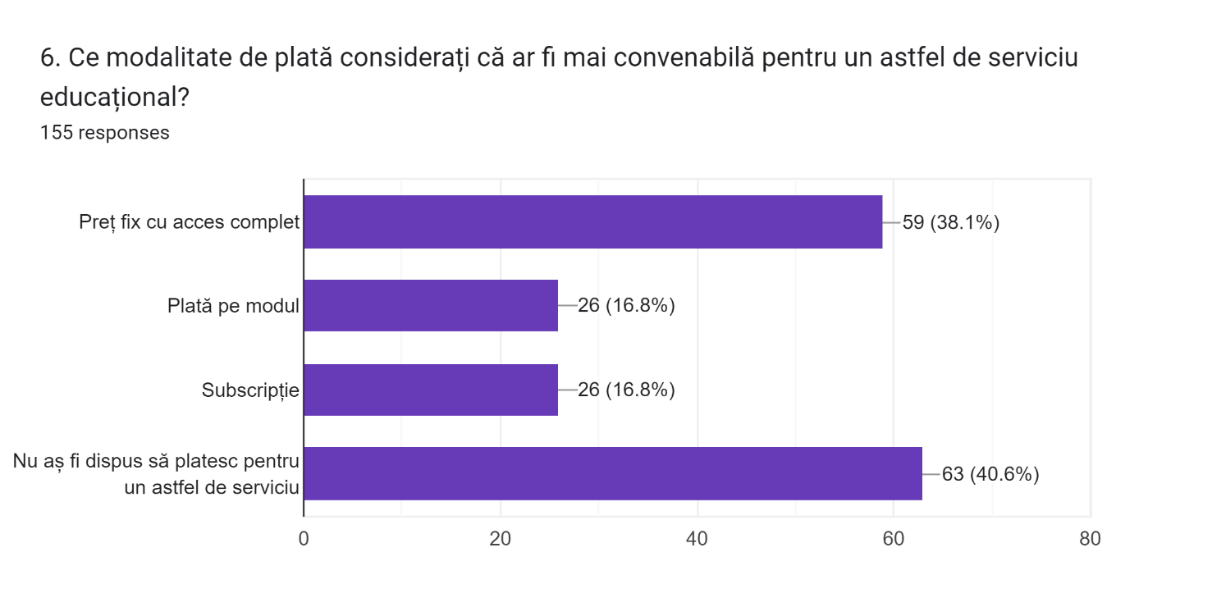 6. Ce modalitate de plată considerați că ar fi mai convenabilă pentru un astfel de serviciu
educațional?
155 responses
Preț fix cu acces complet
59 (38.1%)
Plată pe modul
26 (16.8%)
Subscripție
26 (16.8%)
Nu aș fi dispus să platesc pentru
un astfel de serviciu
63 (40.6%)
0 20 40 60 80